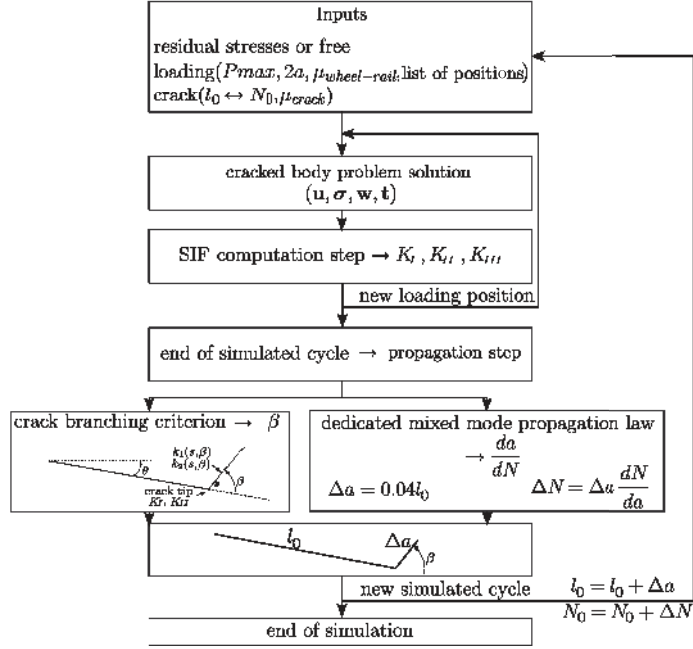 Inputs
residual stresses or free
loading(Pmax, 2a, μwheel−rail, list of positions)
crack(l0 ↔ N0, μcrack)
cracked body problem solution
(u, σ, w, t)
SIF computation step → KI , KII , KIII
new loading position
end of simulated cycle → propagation step
crack branching criterion → β
k1(s,β)
k2(s,β)
θ
s
β
crack tip
KI, KII
dedicated mixed mode propagation law
→ da/dN
Δa = 0.04l0
ΔN = Δa dN/da
l0
Δa
β
new simulated cycle
l0 = l0 + Δa
N0 = N0 + ΔN
end of simulation